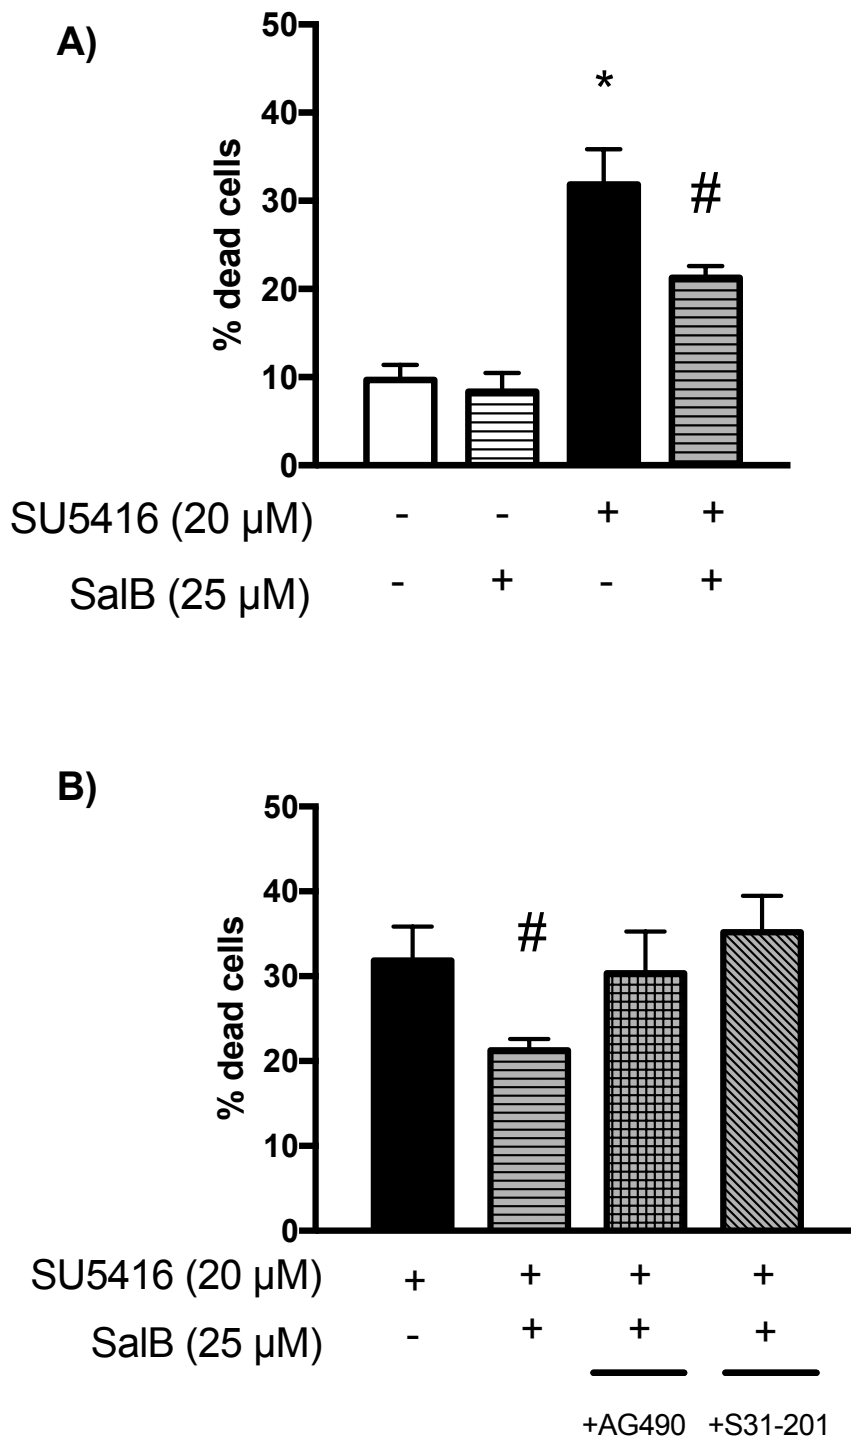 A)
% dead cells
50
40
30
20
10
0
*
#
SU5416 (20 µM) - - + +
SalB (25 µM) - + - +
B)
% dead cells
50
40
30
20
10
0
#
SU5416 (20 µM) + + + +
SalB (25 µM) - + + +
+AG490 +S31-201